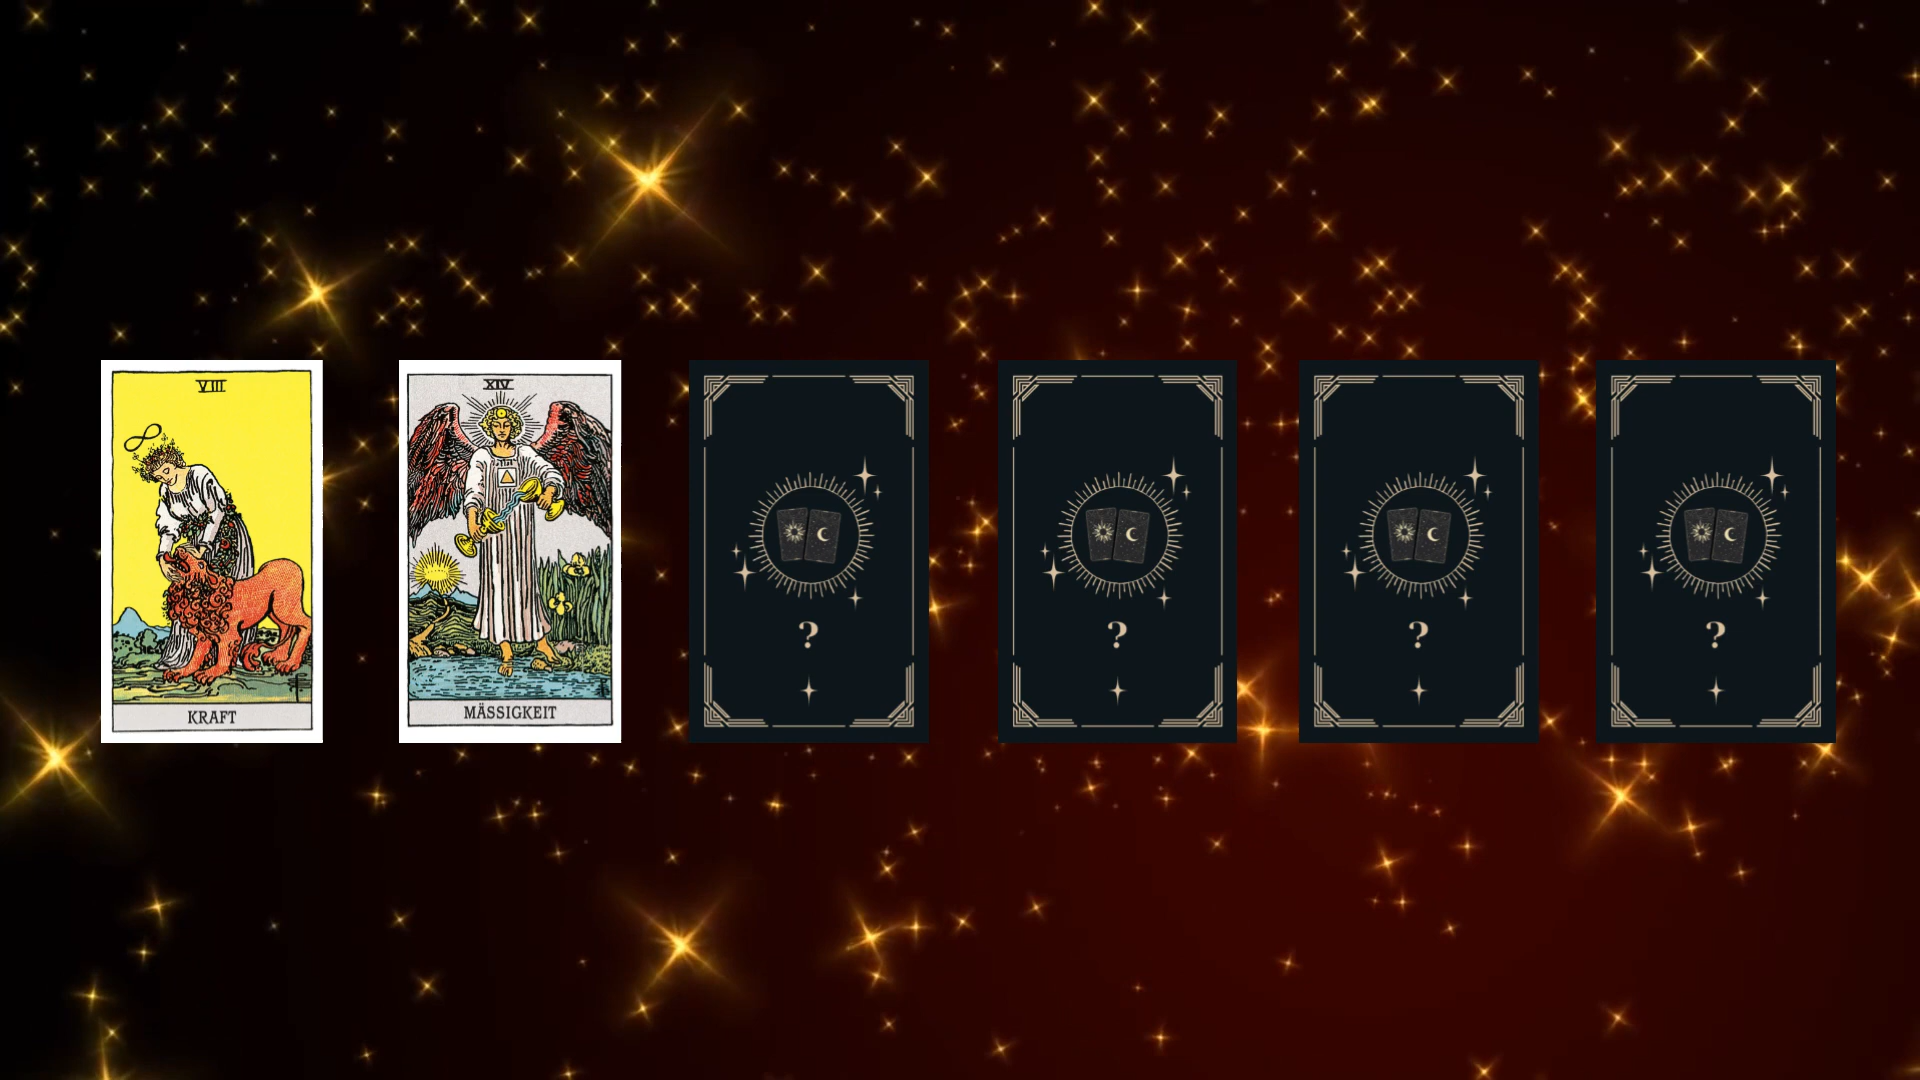 VIII
KRAFT
XIV
MÄSSIGKEIT
?
?
?
?